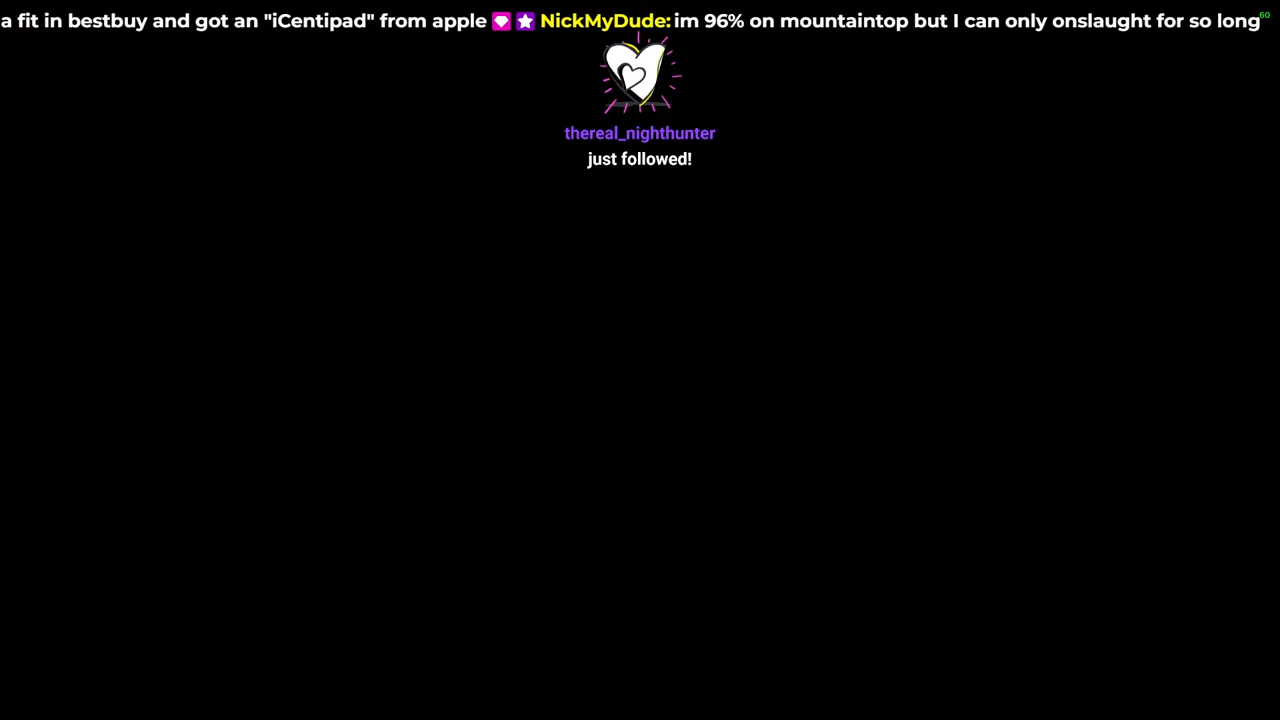 a fit in bestbuy and got an "iCentipad" from apple NickMyDude: im 96% on mountaintop but I can only onslaught for so long
60
thereal_nighthunter
just followed!